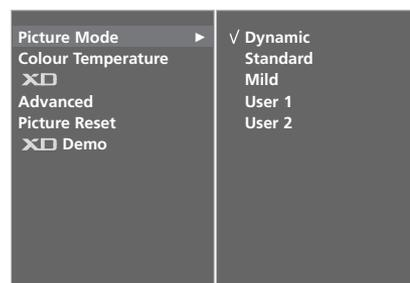 Picture Mode ►
Colour Temperature
XD
Advanced
Picture Reset
XD Demo
√ Dynamic
Standard
Mild
User 1
User 2